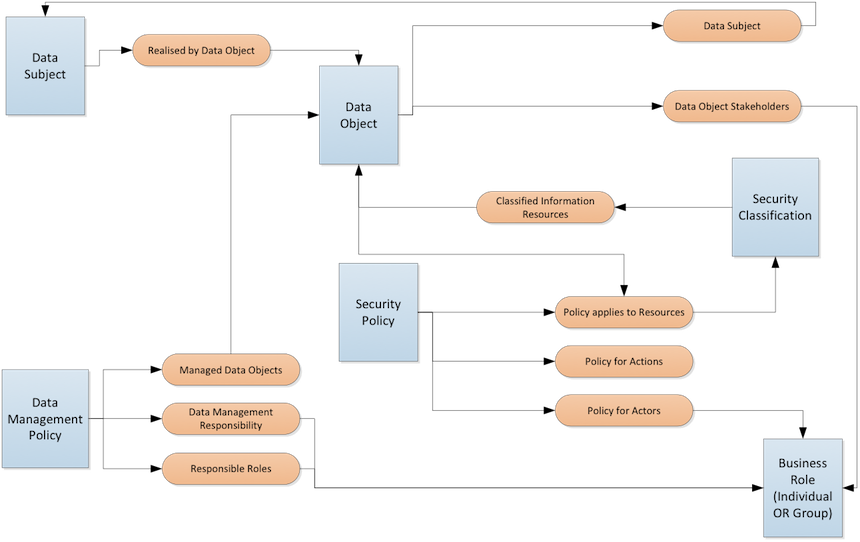 Data
Subject
Realised by Data Object
Data Subject
Data
Object
Data Object Stakeholders
Classified Information
Resources
Security
Classification
Security
Policy
Policy applies to Resources
Policy for Actions
Policy for Actors
Data
Management
Policy
Managed Data Objects
Data Management
Responsibility
Responsible Roles
Business
Role
(Individual
OR Group)